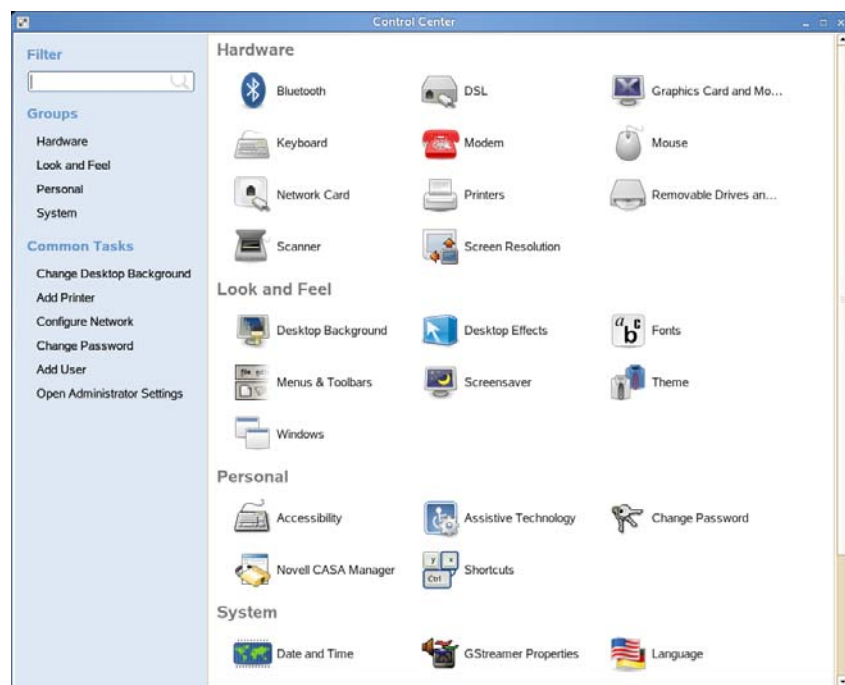 Control Center
Filter
Groups
Hardware
Look and Feel
Personal
System
Common Tasks
Change Desktop Background
Add Printer
Configure Network
Change Password
Add User
Open Administrator Settings
Hardware
Bluetooth
DSL
Graphics Card and Mo...
Keyboard
Modem
Mouse
Network Card
Printers
Removable Drives an...
Scanner
Screen Resolution
Look and Feel
Desktop Background
Desktop Effects
a b c
Fonts
file edit
Menus & Toolbars
Screensaver
Theme
Windows
Personal
Accessibility
Assistive Technology
Change Password
Novell CASA Manager
y x
Ctrl
Shortcuts
System
Date and Time
GStreamer Properties
Language